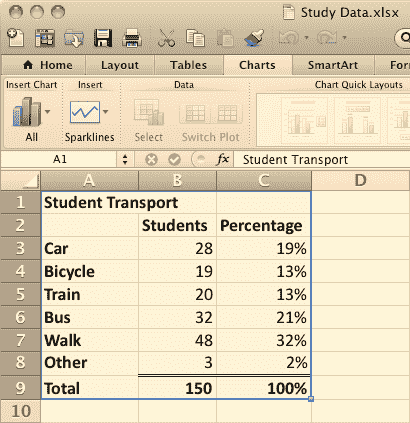 Study Data.xlsx
Home Layout Tables Charts SmartArt
Insert Chart Insert Data Chart Quick Layouts
All Sparklines Select Switch Plot
A1 fx Student Transport
A B C D
1 Student Transport
2 Students Percentage
3 Car 28 19%
4 Bicycle 19 13%
5 Train 20 13%
6 Bus 32 21%
7 Walk 48 32%
8 Other 3 2%
9 Total 150 100%
10